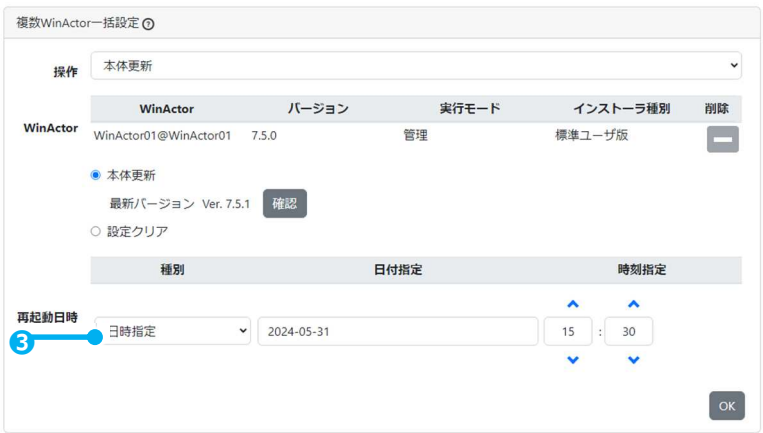 複数WinActor一括設定 ?
操作 本体更新
WinActor バージョン 実行モード インストーラ種別 削除
WinActor WinActor01@WinActor01 7.5.0 管理 標準ユーザ版
本体更新
最新バージョン Ver. 7.5.1 確認
設定クリア
種別 日付指定 時刻指定
再起動日時 日時指定 2024-05-31 15 : 30
3
OK